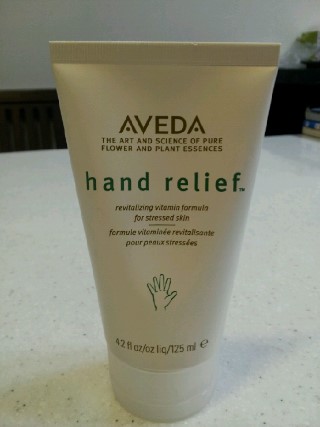 AVEDA
THE ART AND SCIENCE OF PURE
FLOWER AND PLANT ESSENCES
hand relief™
revitalizing vitamin formula
for stressed skin
formule vitaminée revitalisante
pour peaux stressées
4.2 fl oz/oz liq/125 ml ℮